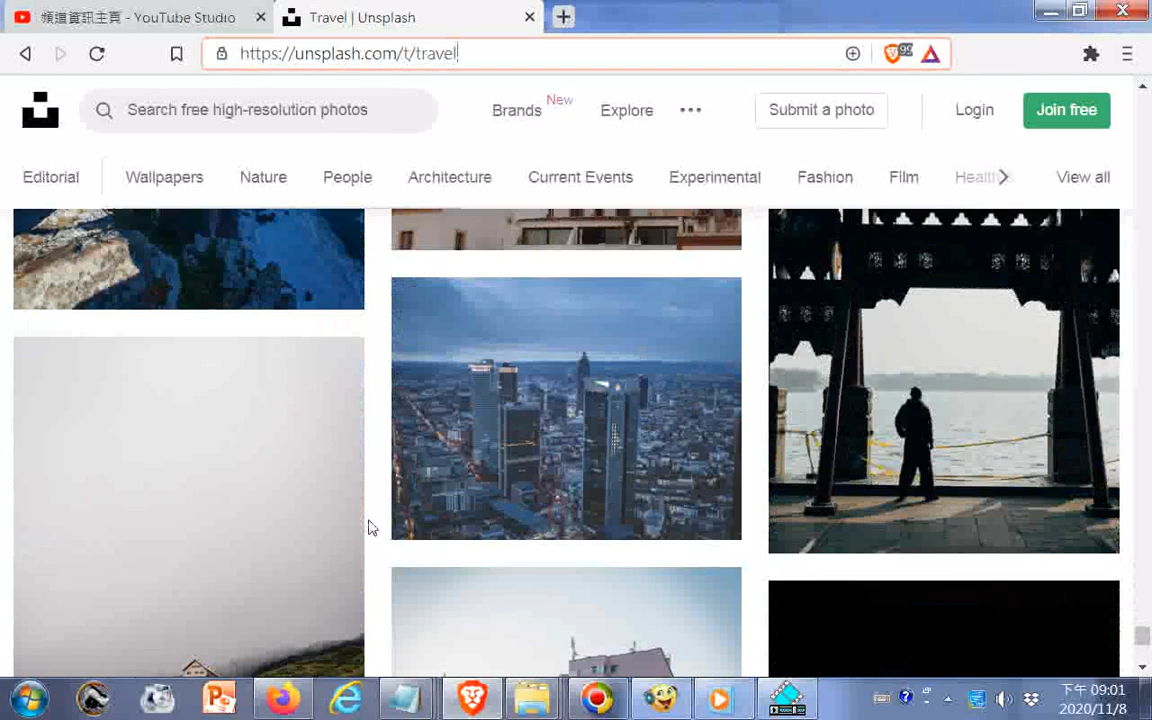 頻道資訊主頁 - YouTube Studio
Travel | Unsplash
https://unsplash.com/t/travel
Search free high-resolution photos
Brands New
Explore
Submit a photo
Login
Join free
Editorial
Wallpapers
Nature
People
Architecture
Current Events
Experimental
Fashion
Film
Health
View all
下午 09:01
2020/11/8